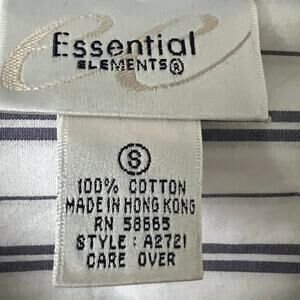 Essential
ELEMENTS®
S
100% COTTON
MADE IN HONG KONG
RN 58665
STYLE : A2721
CARE OVER